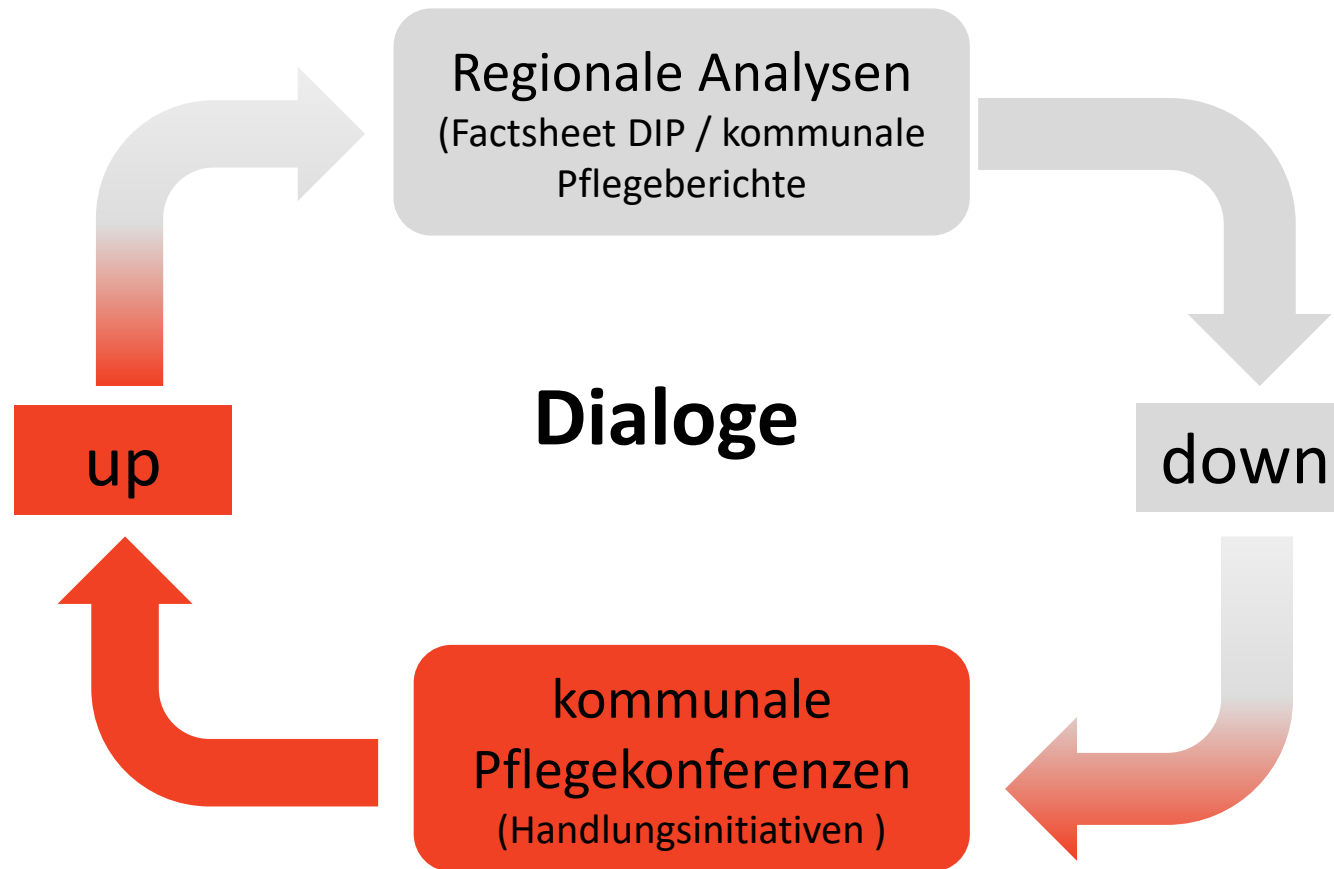 Regionale Analysen
(Factsheet DIP / kommunale
Pflegeberichte
Dialoge
up
down
kommunale
Pflegekonferenzen
(Handlungsinitiativen )